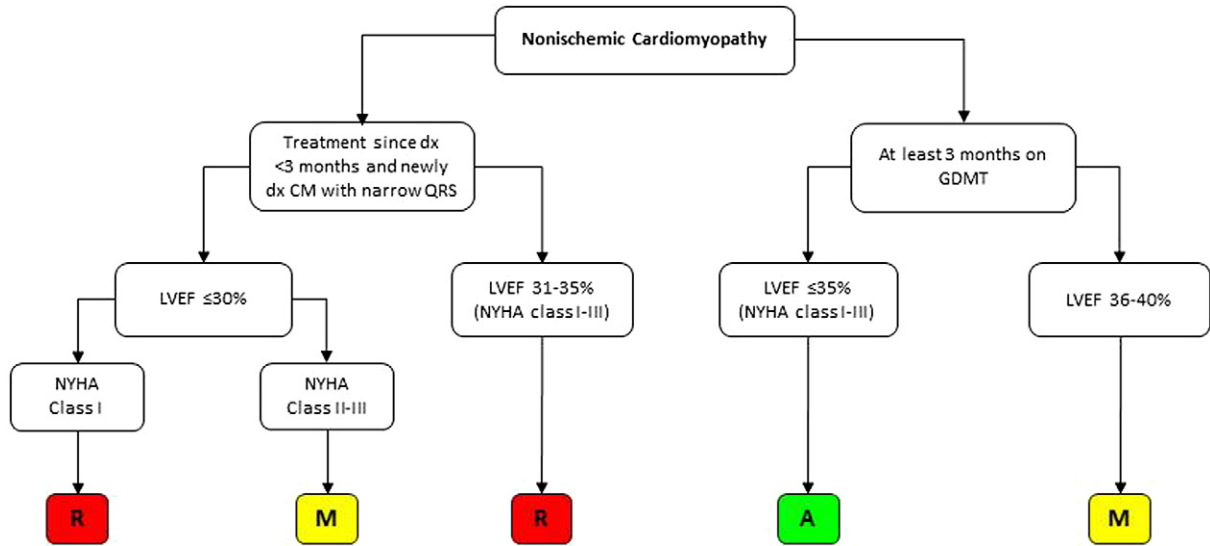 Nonischemic Cardiomyopathy
Treatment since dx
<3 months and newly
dx CM with narrow QRS
At least 3 months on
GDMT
LVEF ≤30%
LVEF 31-35%
(NYHA class I-III)
LVEF ≤35%
(NYHA class I-III)
LVEF 36-40%
NYHA
Class I
NYHA
Class II-III
R
M
R
A
M